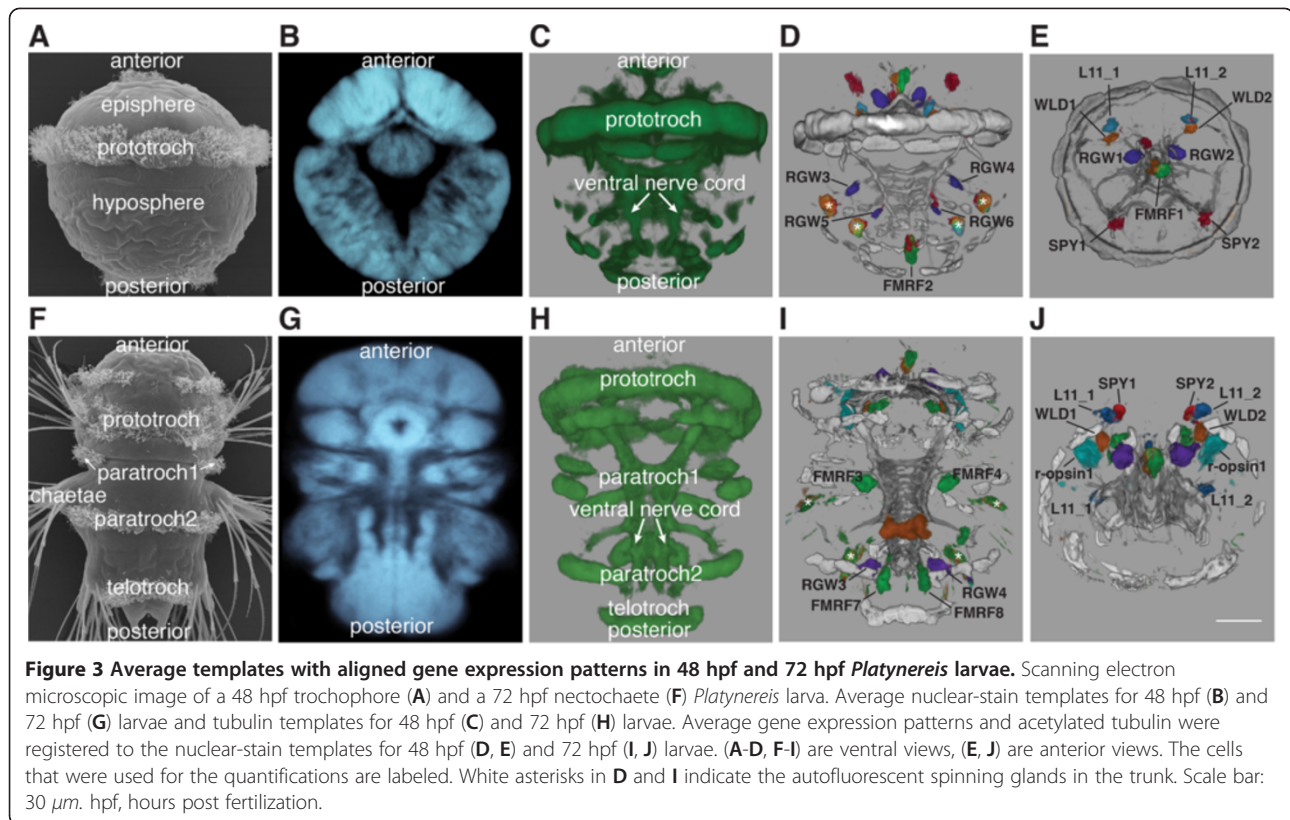 A
B
C
D
E
anterior
episphere
prototroch
hyposphere
posterior
anterior
posterior
anterior
prototroch
ventral nerve cord
posterior
RGW3
RGW4
RGW5
RGW6
FMRF2
L11_1
L11_2
WLD1
WLD2
RGW1
RGW2
FMRF1
SPY1
SPY2
F
G
H
I
J
anterior
prototroch
paratroch1
chaetae
paratroch2
telotroch
posterior
anterior
posterior
anterior
prototroch
paratroch1
ventral nerve cord
paratroch2
telotroch
posterior
FMRF3
FMRF4
RGW3
RGW4
FMRF7
FMRF8
SPY1
SPY2
L11_1
L11_2
WLD1
WLD2
r-opsin1
r-opsin1
L11_1
L11_2
Figure 3 Average templates with aligned gene expression patterns in 48 hpf and 72 hpf Platynereis larvae. Scanning electron
microscopic image of a 48 hpf trochophore (A) and a 72 hpf nectochaete (F) Platynereis larva. Average nuclear-stain templates for 48 hpf (B) and
72 hpf (G) larvae and tubulin templates for 48 hpf (C) and 72 hpf (H) larvae. Average gene expression patterns and acetylated tubulin were
registered to the nuclear-stain templates for 48 hpf (D, E) and 72 hpf (I, J) larvae. (A-D, F-I) are ventral views, (E, J) are anterior views. The cells
that were used for the quantifications are labeled. White asterisks in D and I indicate the autofluorescent spinning glands in the trunk. Scale bar:
30 μm. hpf, hours post fertilization.